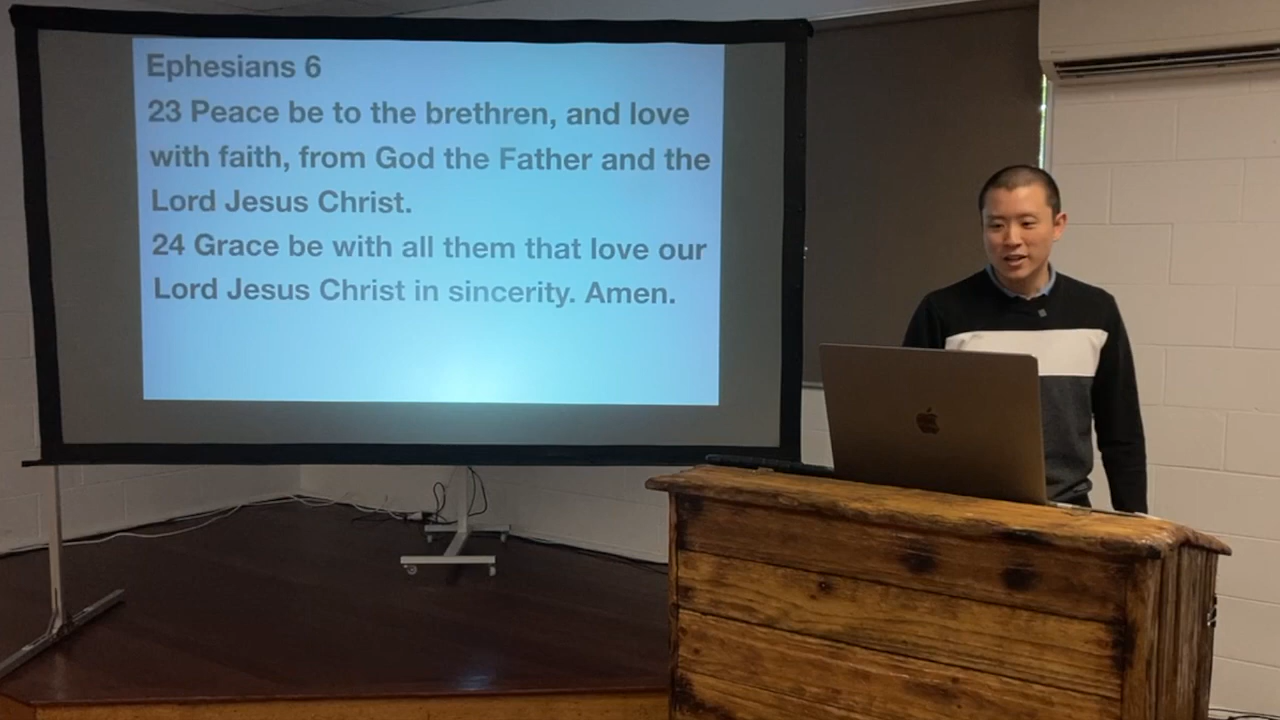 Ephesians 6
23 Peace be to the brethren, and love
with faith, from God the Father and the
Lord Jesus Christ.
24 Grace be with all them that love our
Lord Jesus Christ in sincerity. Amen.